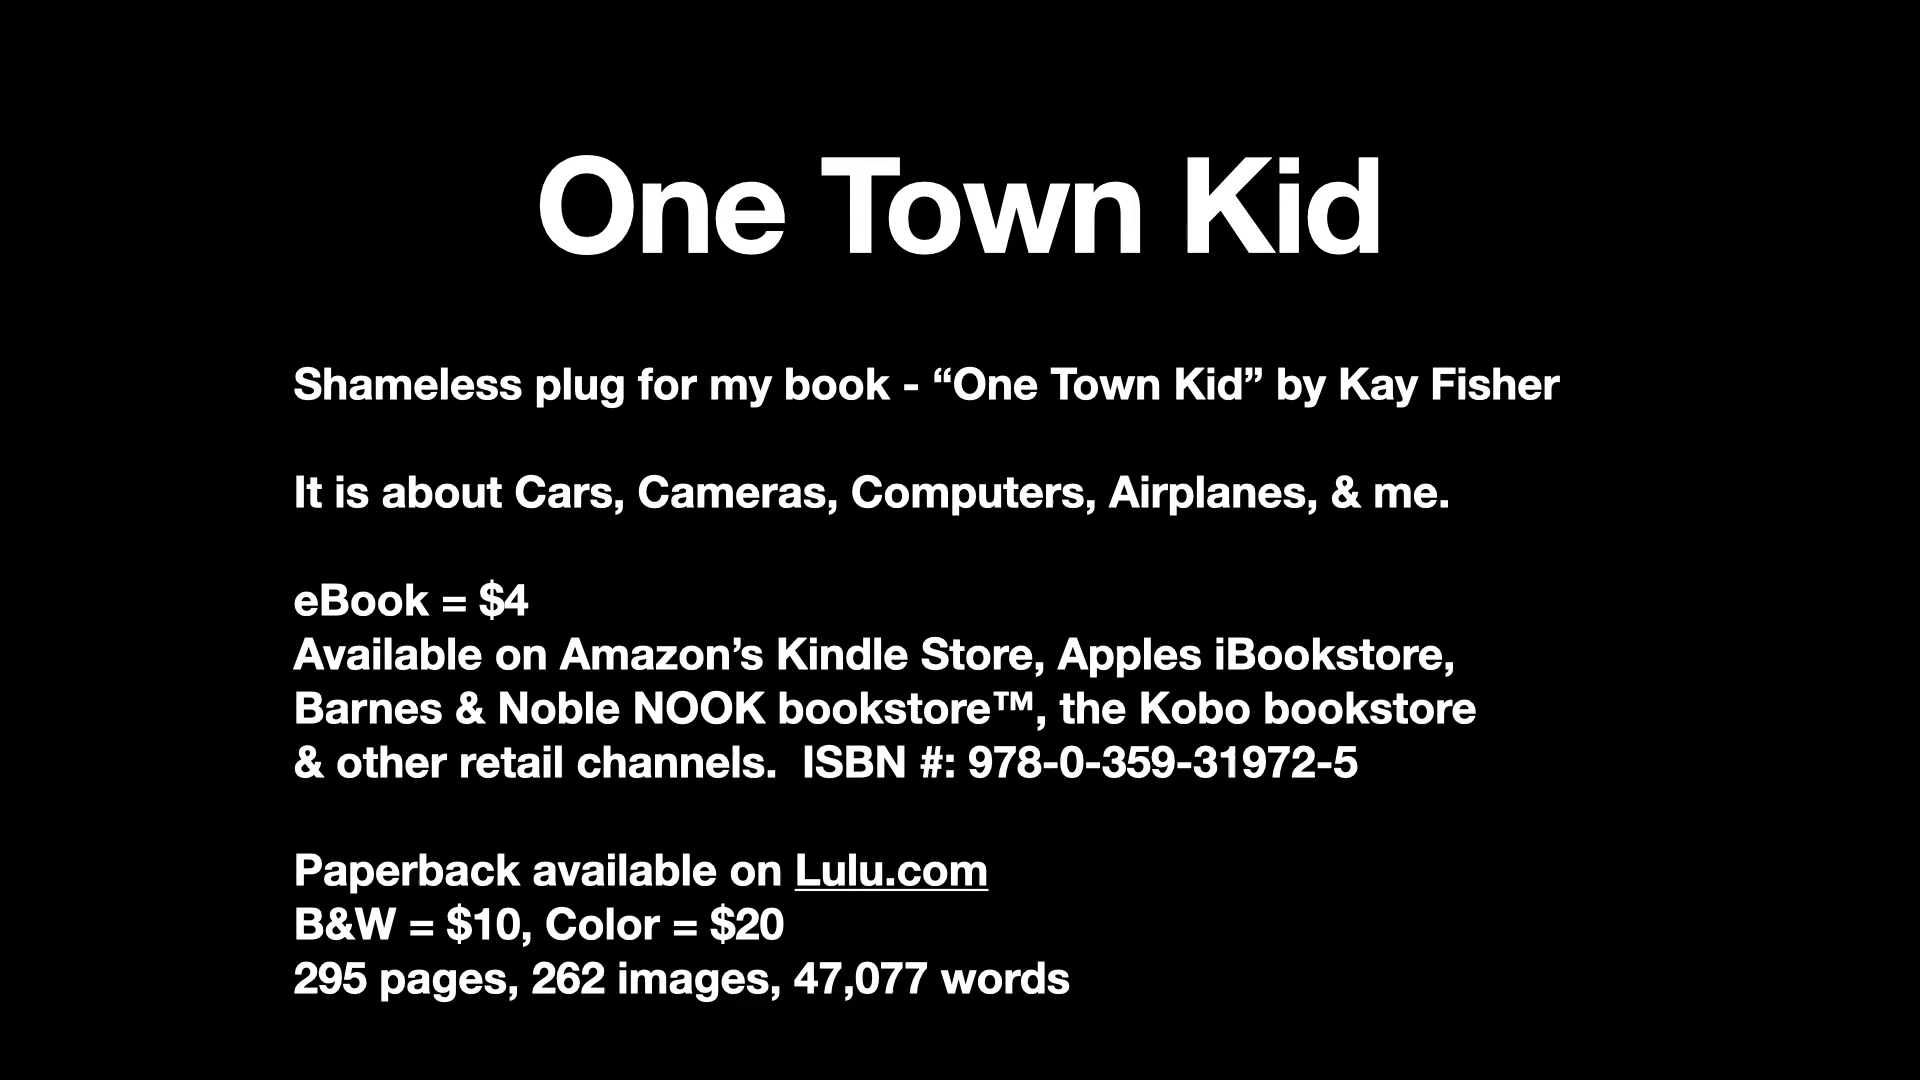 One Town Kid
Shameless plug for my book - “One Town Kid” by Kay Fisher
It is about Cars, Cameras, Computers, Airplanes, & me.
eBook = $4
Available on Amazon’s Kindle Store, Apples iBookstore,
Barnes & Noble NOOK bookstore™, the Kobo bookstore
& other retail channels.  ISBN #: 978-0-359-31972-5
Paperback available on Lulu.com
B&W = $10, Color = $20
295 pages, 262 images, 47,077 words